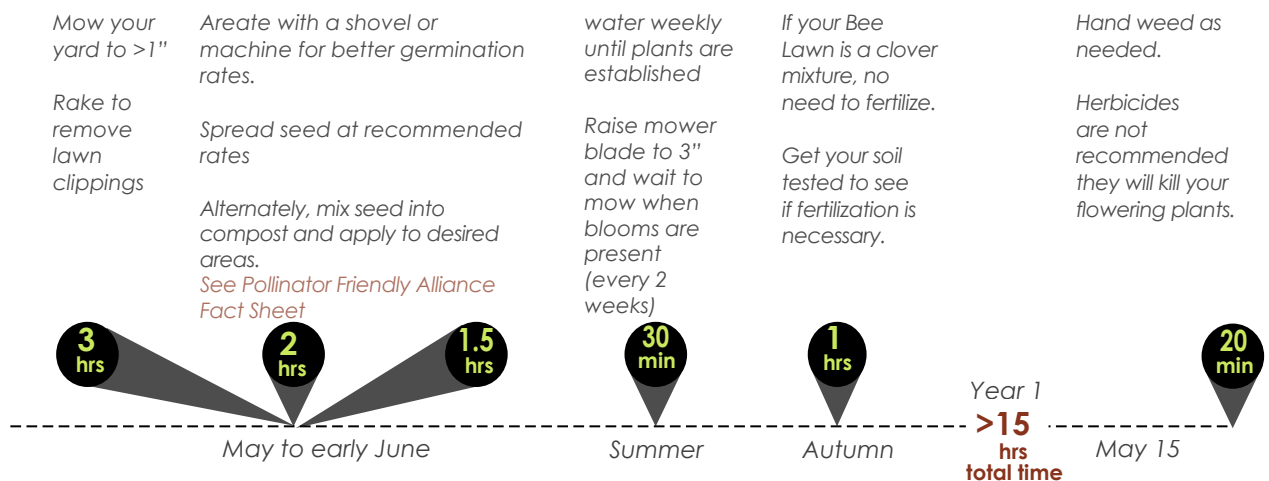 Mow your
yard to >1”
Rake to
remove
lawn
clippings
Areate with a shovel or
machine for better germination
rates.
Spread seed at recommended
rates
Alternately, mix seed into
compost and apply to desired
areas.
See Pollinator Friendly Alliance
Fact Sheet
water weekly
until plants are
established
Raise mower
blade to 3”
and wait to
mow when
blooms are
present
(every 2
weeks)
If your Bee
Lawn is a clover
mixture, no
need to fertilize.
Get your soil
tested to see
if fertilization is
necessary.
Hand weed as
needed.
Herbicides
are not
recommended
they will kill your
flowering plants.
3
hrs
2
hrs
1.5
hrs
30
min
1
hrs
20
min
May to early June
Summer
Autumn
Year 1
>15
hrs
total time
May 15